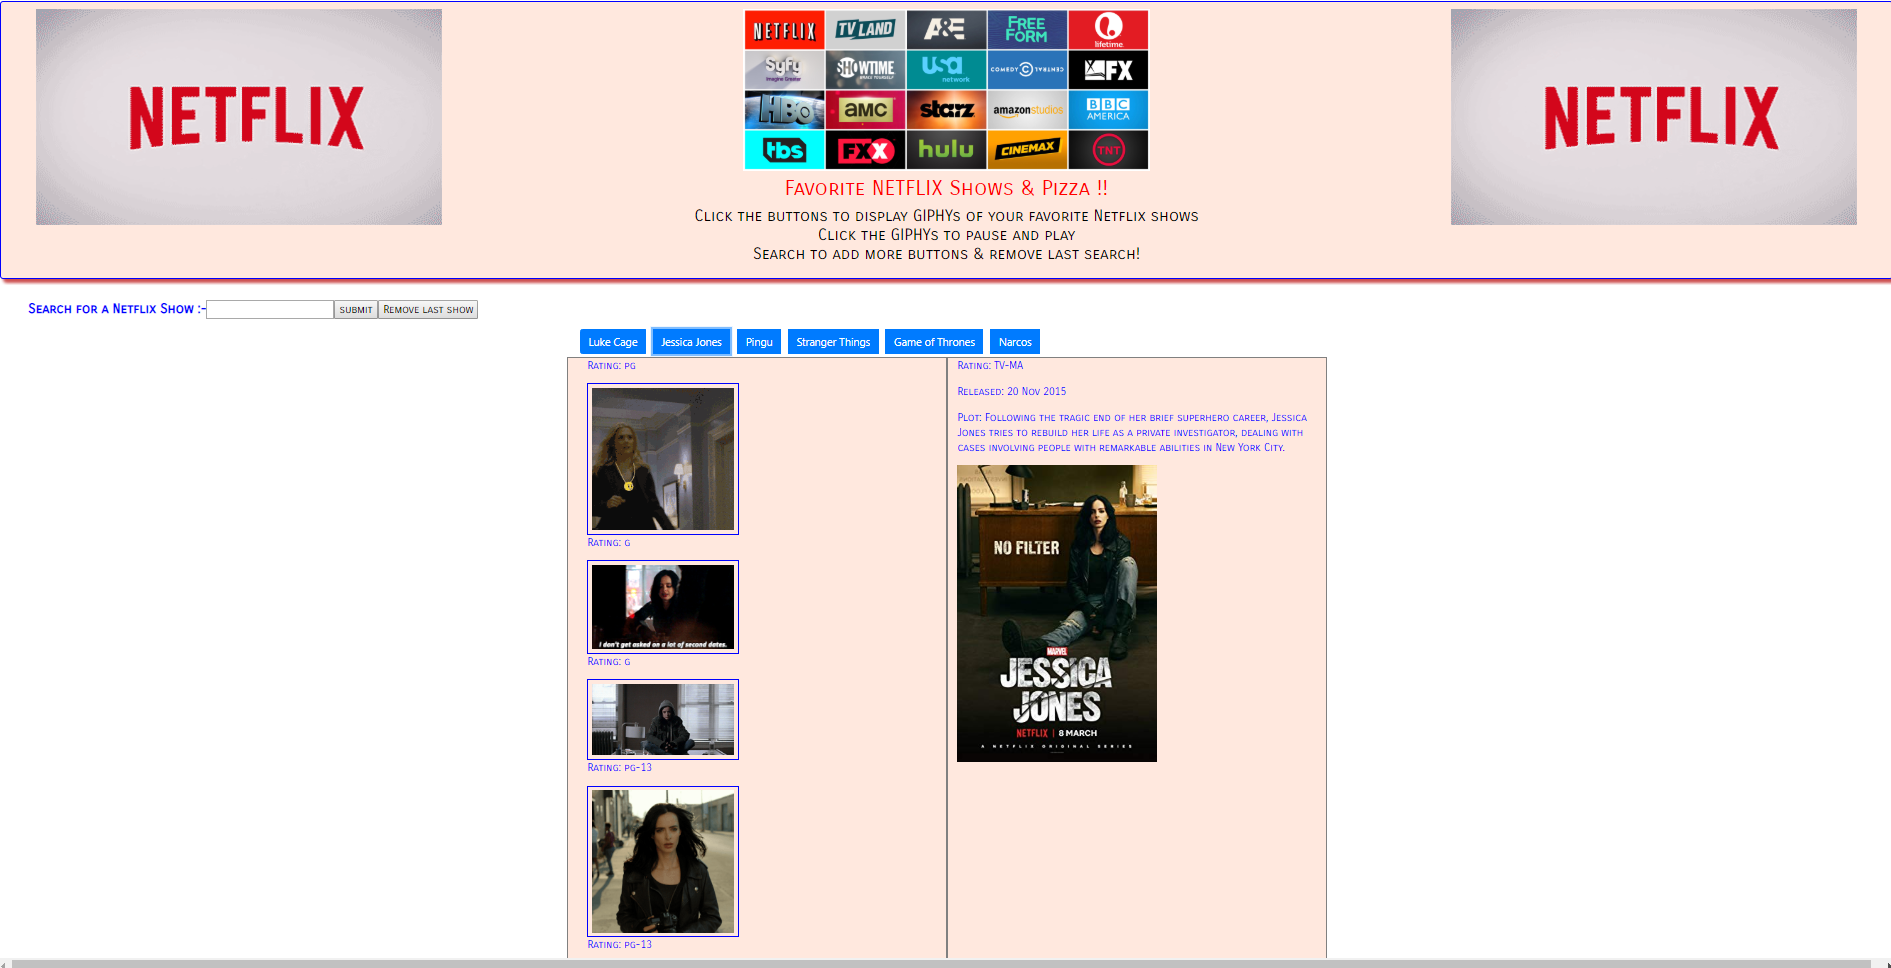 NETFLIX
NETFLIX TV LAND A&E FREE FORM lifetime
Syfy Imagine Greater SHOWTIME usa network COMEDY CENTRAL FX
HBO amc starz amazonstudios BBC AMERICA
tbs FXX hulu CINEMAX TNT
NETFLIX
Favorite NETFLIX Shows & Pizza !!
Click the buttons to display GIPHYs of your favorite Netflix shows
Click the GIPHYs to pause and play
Search to add more buttons & remove last search!
Search for a Netflix Show :-
submit
Remove last show
Luke Cage
Jessica Jones
Pingu
Stranger Things
Game of Thrones
Narcos
Rating: pg
Rating: g
I don't get asked on a lot of second dates.
Rating: g
Rating: pg-13
Rating: pg-13
Rating: TV-MA
Released: 20 Nov 2015
Plot: Following the tragic end of her brief superhero career, Jessica
Jones tries to rebuild her life as a private investigator, dealing with
cases involving people with remarkable abilities in New York City.
NO FILTER
MARVEL
JESSICA
JONES
NETFLIX | 8 MARCH
A NETFLIX ORIGINAL SERIES